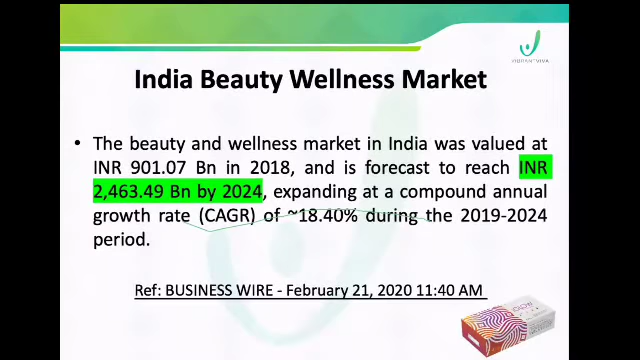 VIBRANTVIVA
India Beauty Wellness Market
• The beauty and wellness market in India was valued at
INR 901.07 Bn in 2018, and is forecast to reach INR
2,463.49 Bn by 2024, expanding at a compound annual
growth rate (CAGR) of ~18.40% during the 2019-2024
period.
Ref: BUSINESS WIRE - February 21, 2020 11:40 AM